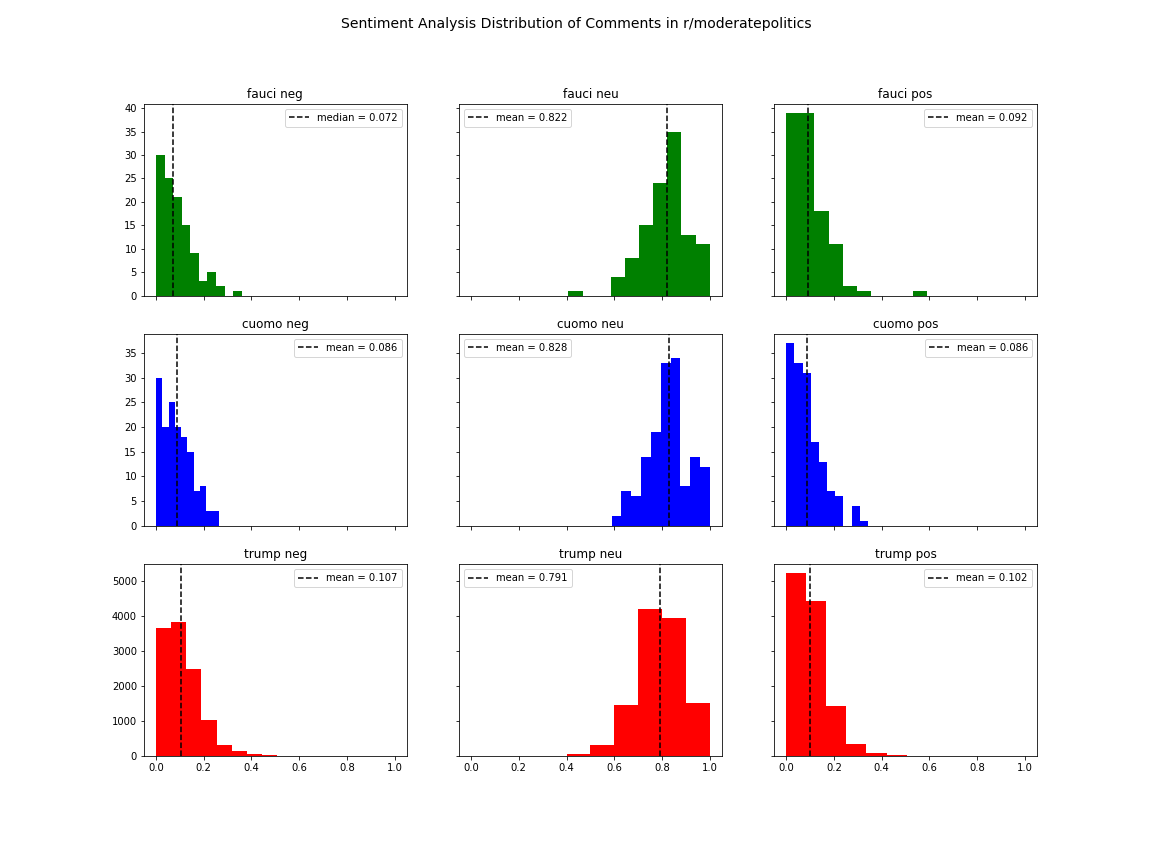 Sentiment Analysis Distribution of Comments in r/moderatepolitics
fauci neg
median = 0.072
40
35
30
25
20
15
10
5
0
fauci neu
mean = 0.822
fauci pos
mean = 0.092
cuomo neg
mean = 0.086
35
30
25
20
15
10
5
0
cuomo neu
mean = 0.828
cuomo pos
mean = 0.086
trump neg
mean = 0.107
5000
4000
3000
2000
1000
0
0.0 0.2 0.4 0.6 0.8 1.0
trump neu
mean = 0.791
0.0 0.2 0.4 0.6 0.8 1.0
trump pos
mean = 0.102
0.0 0.2 0.4 0.6 0.8 1.0